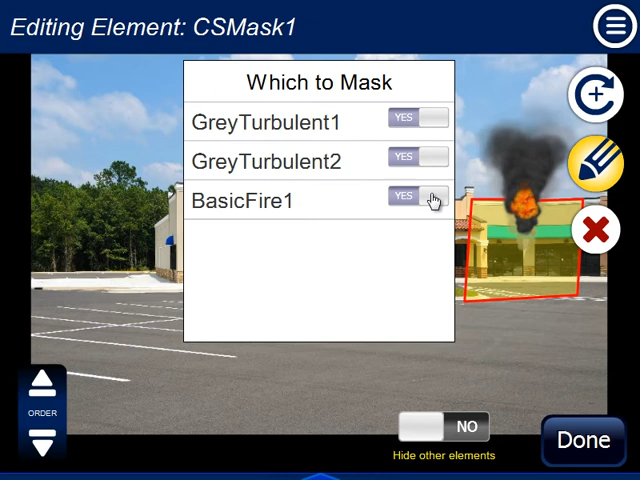 Editing Element: CSMask1
Which to Mask
GreyTurbulent1 YES
GreyTurbulent2 YES
BasicFire1 YES
ORDER
NO
Hide other elements
Done